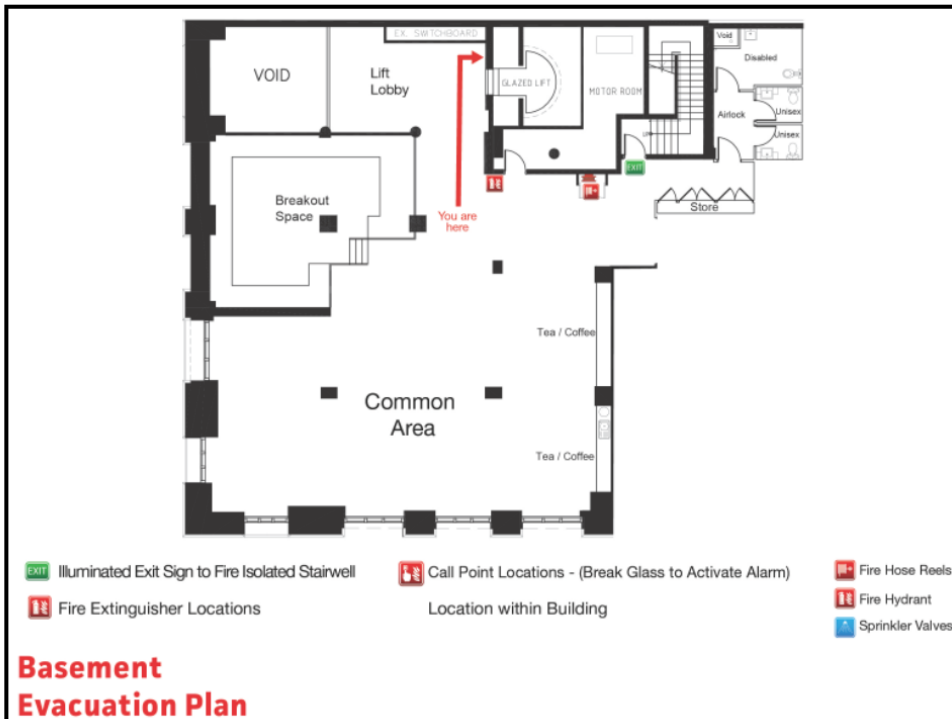 EX. SWITCHBOARD
Void
Disabled
VOID
Lift
Lobby
GLAZED LIFT
MOTOR ROOM
Unisex
Airlock
UP
Unisex
EXIT
Breakout
Space
Store
You are
here
Tea / Coffee
Common
Area
Tea / Coffee
EXIT Illuminated Exit Sign to Fire Isolated Stairwell
Call Point Locations - (Break Glass to Activate Alarm)
Fire Hose Reels
Fire Extinguisher Locations
Location within Building
Fire Hydrant
Sprinkler Valves
Basement
Evacuation Plan